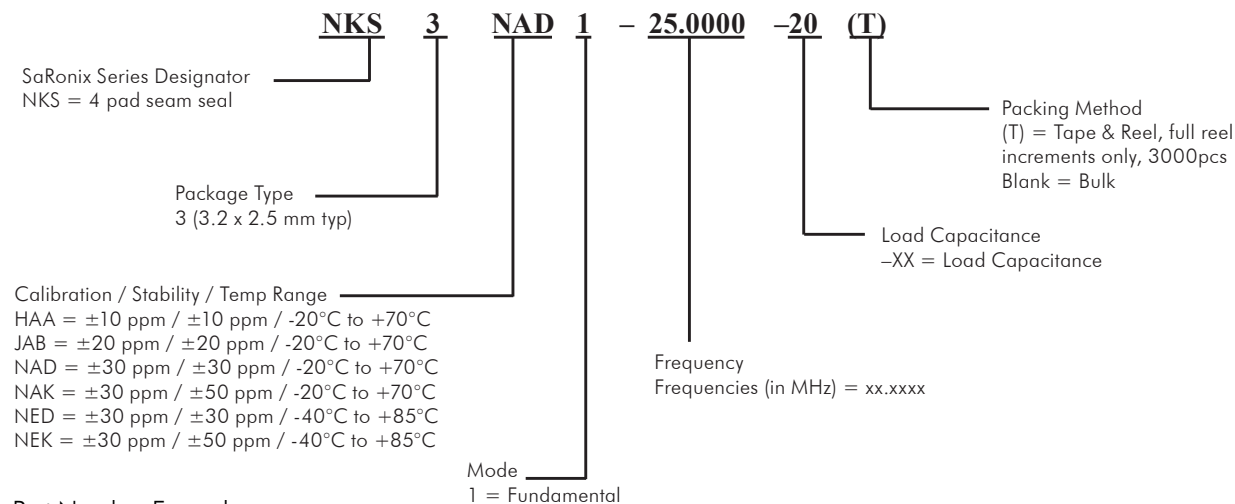 NKS 3 NAD 1 – 25.0000 –20 (T)
SaRonix Series Designator
NKS = 4 pad seam seal
Packing Method
(T) = Tape & Reel, full reel
increments only, 3000pcs
Blank = Bulk
Package Type
3 (3.2 x 2.5 mm typ)
Load Capacitance
–XX = Load Capacitance
Calibration / Stability / Temp Range
HAA = ±10 ppm / ±10 ppm / -20°C to +70°C
JAB = ±20 ppm / ±20 ppm / -20°C to +70°C
NAD = ±30 ppm / ±30 ppm / -20°C to +70°C
NAK = ±30 ppm / ±50 ppm / -20°C to +70°C
NED = ±30 ppm / ±30 ppm / -40°C to +85°C
NEK = ±30 ppm / ±50 ppm / -40°C to +85°C
Frequency
Frequencies (in MHz) = xx.xxxx
Mode
1 = Fundamental